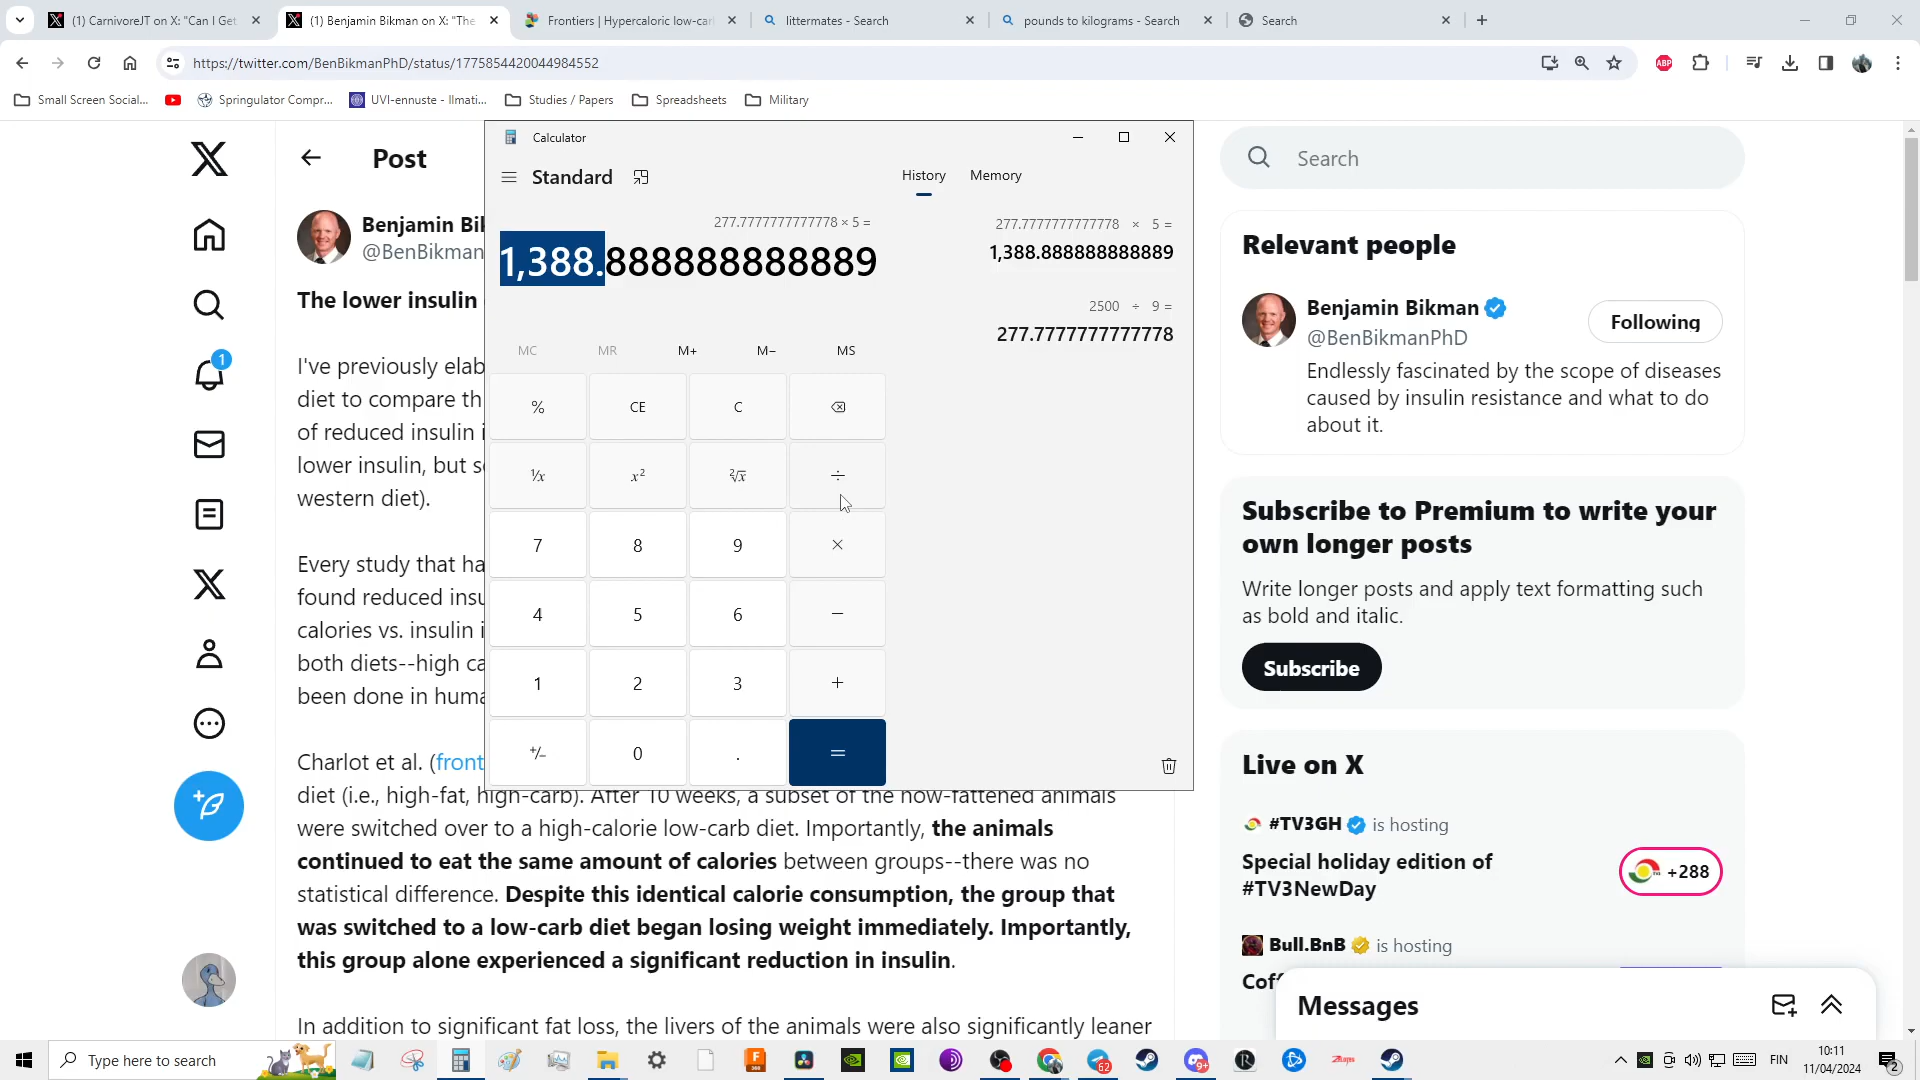 (1) CarnivoreJT on X: "Can I Get
(1) Benjamin Bikman on X: "The
Frontiers | Hypercaloric low-car
littermates - Search
pounds to kilograms - Search
Search
https://twitter.com/BenBikmanPhD/status/1775854420044984552
ABP
Small Screen Social...
Springulator Compr...
UVI-ennuste - Ilmati...
Studies / Papers
Spreadsheets
Military
Post
Benjamin Bi
@BenBikman
The lower insulin
I've previously elab
diet to compare th
of reduced insulin i
lower insulin, but s
western diet).
Every study that ha
found reduced insu
calories vs. insulin i
both diets--high ca
been done in huma
Charlot et al. (front
diet (i.e., high-fat, high-carb). After 10 weeks, a subset of the now-fattened animals
were switched over to a high-calorie low-carb diet. Importantly, the animals
continued to eat the same amount of calories between groups--there was no
statistical difference. Despite this identical calorie consumption, the group that
was switched to a low-carb diet began losing weight immediately. Importantly,
this group alone experienced a significant reduction in insulin.
In addition to significant fat loss, the livers of the animals were also significantly leaner
1
Calculator
Standard
History
Memory
277.7777777777778 × 5 =
1,388.888888888889
277.7777777777778 × 5 =
1,388.888888888889
2500 ÷ 9 =
277.7777777777778
MC
MR
M+
M−
MS
%
CE
C
¹/x
x²
²√x
÷
7
8
9
×
4
5
6
−
1
2
3
+
+/−
0
.
=
Search
Relevant people
Benjamin Bikman
@BenBikmanPhD
Following
Endlessly fascinated by the scope of diseases
caused by insulin resistance and what to do
about it.
Subscribe to Premium to write your
own longer posts
Write longer posts and apply text formatting such
as bold and italic.
Subscribe
Live on X
#TV3GH is hosting
Special holiday edition of
#TV3NewDay
+288
Bull.BnB is hosting
Cof
Messages
Type here to search
62
9+
FIN
10:11
11/04/2024
2